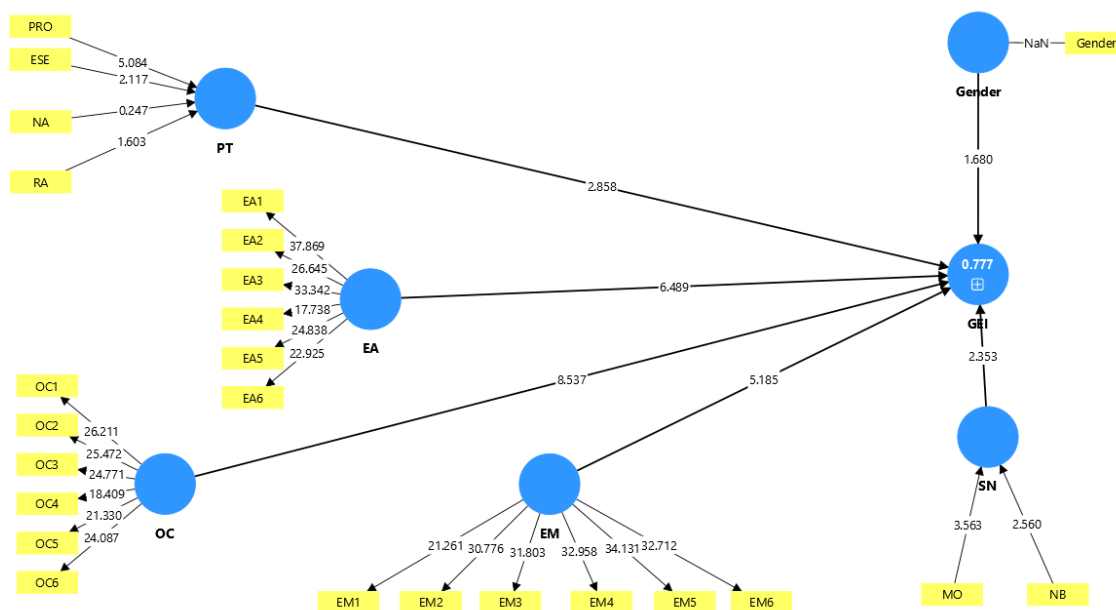 PRO
ESE
NA
RA
5.084
2.117
0.247
1.603
PT
2.858
Gender
NaN
Gender
1.680
EA1
EA2
EA3
EA4
EA5
EA6
37.869
26.645
33.342
17.738
24.838
22.925
EA
6.489
0.777
GEI
2.353
OC1
OC2
OC3
OC4
OC5
OC6
26.211
25.472
24.771
18.409
21.330
24.087
OC
8.537
EM
5.185
21.261
30.776
31.803
32.958
34.131
32.712
EM1
EM2
EM3
EM4
EM5
EM6
SN
3.563
2.560
MO
NB